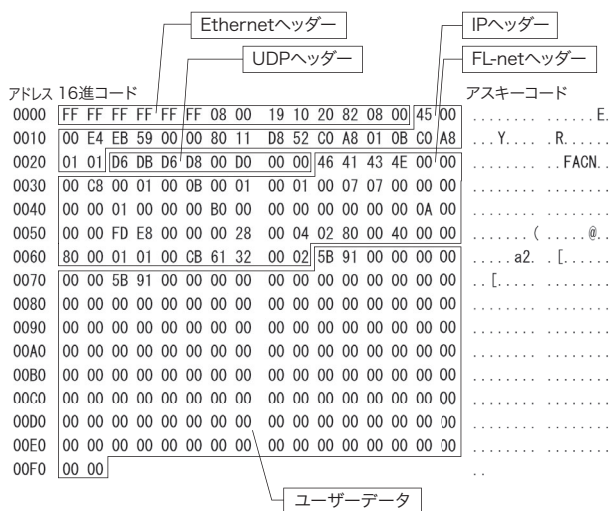 Ethernetヘッダー
IPヘッダー
UDPヘッダー
FL-netヘッダー
アドレス 16進コード アスキーコード
0000 FF FF FF FF FF FF 08 00 19 10 20 82 08 00 45 00 . . . . . . . . . . . . . . E.
0010 00 E4 EB 59 00 00 80 11 D8 52 C0 A8 01 0B C0 A8 . . . Y. . . . R. . . . . .
0020 01 01 D6 DB D6 D8 00 D0 00 00 46 41 43 4E 00 00 . . . . . . . . . . FACN. .
0030 00 C8 00 01 00 0B 00 01 00 01 00 07 07 00 00 00 . . . . . . . . . . . . . . . .
0040 00 00 01 00 00 00 B0 00 00 00 00 00 00 00 0A 00 . . . . . . . . . . . . . . . .
0050 00 00 FD E8 00 00 00 28 00 04 02 80 00 40 00 00 . . . . . . . ( . . . . . @. .
0060 80 00 01 01 00 CB 61 32 00 02 5B 91 00 00 00 00 . . . . . . a2. . [. . . . . .
0070 00 00 5B 91 00 00 00 00 00 00 00 00 00 00 00 00 . . [. . . . . . . . . . . . .
0080 00 00 00 00 00 00 00 00 00 00 00 00 00 00 00 00 . . . . . . . . . . . . . . . .
0090 00 00 00 00 00 00 00 00 00 00 00 00 00 00 00 00 . . . . . . . . . . . . . . . .
00A0 00 00 00 00 00 00 00 00 00 00 00 00 00 00 00 00 . . . . . . . . . . . . . . . .
00B0 00 00 00 00 00 00 00 00 00 00 00 00 00 00 00 00 . . . . . . . . . . . . . . . .
00C0 00 00 00 00 00 00 00 00 00 00 00 00 00 00 00 00 . . . . . . . . . . . . . . . .
00D0 00 00 00 00 00 00 00 00 00 00 00 00 00 00 00 00 . . . . . . . . . . . . . . . .
00E0 00 00 00 00 00 00 00 00 00 00 00 00 00 00 00 00 . . . . . . . . . . . . . . . .
00F0 00 00 . .
ユーザーデータ